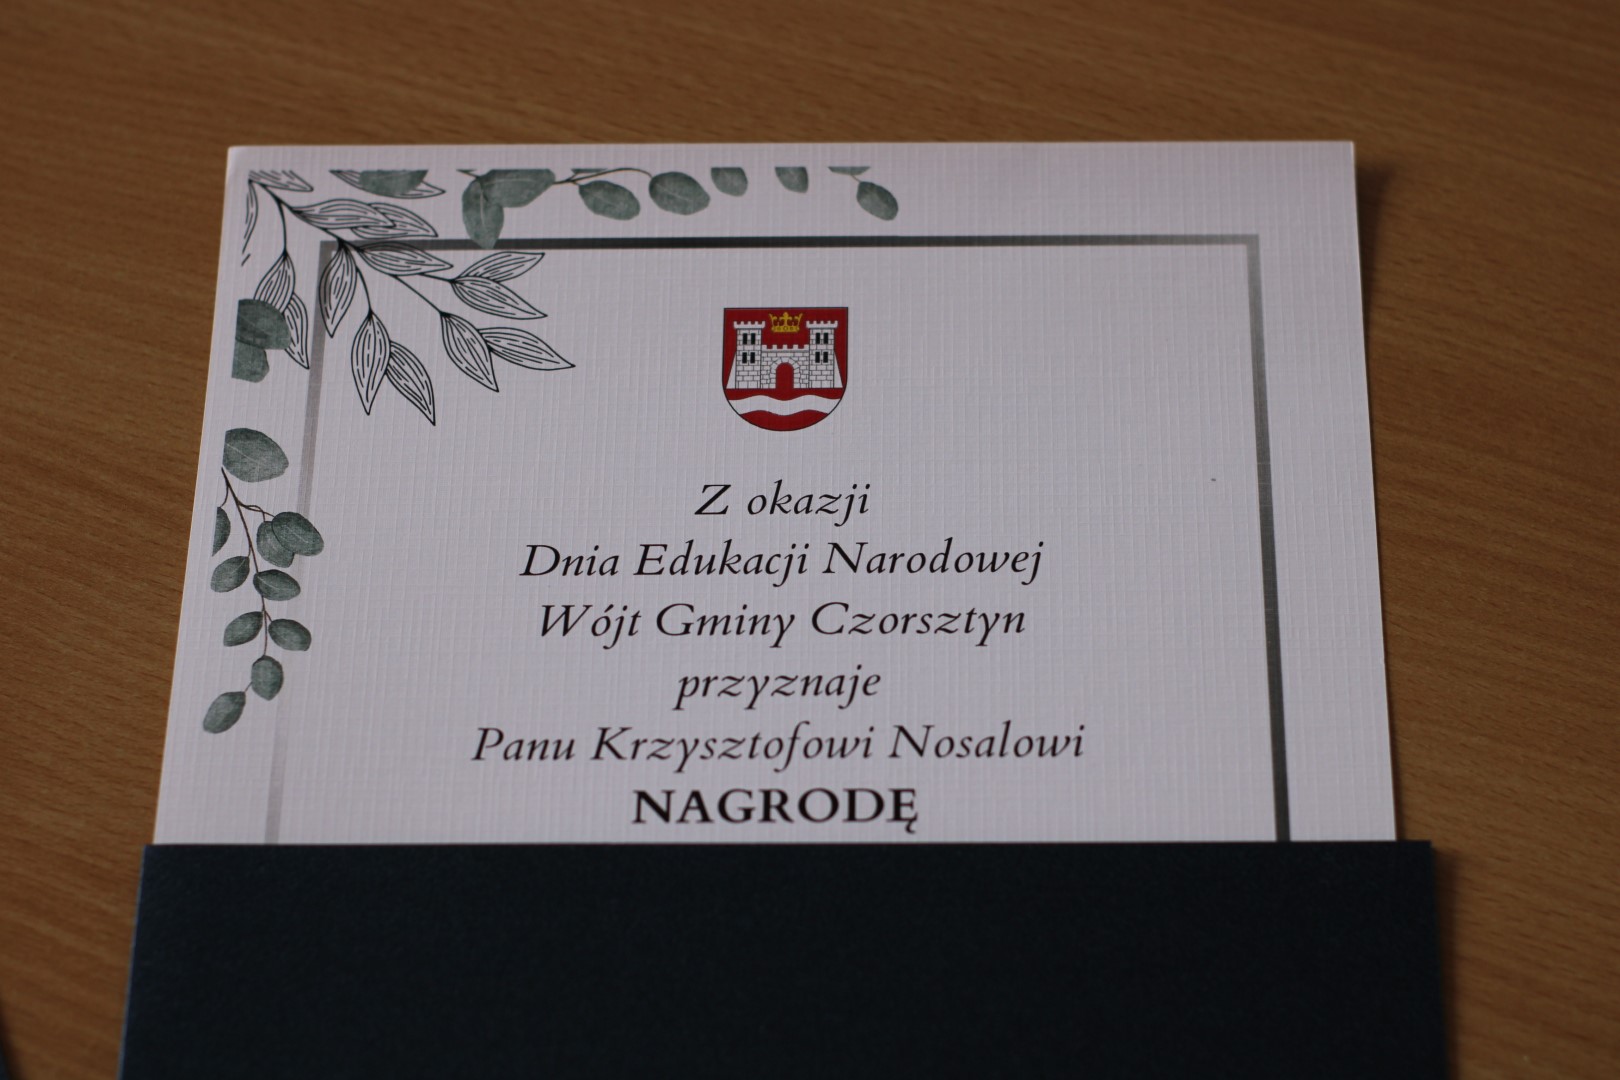 Z okazji
Dnia Edukacji Narodowej
Wójt Gminy Czorsztyn
przyznaje
Panu Krzysztofowi Nosalowi
NAGRODĘ